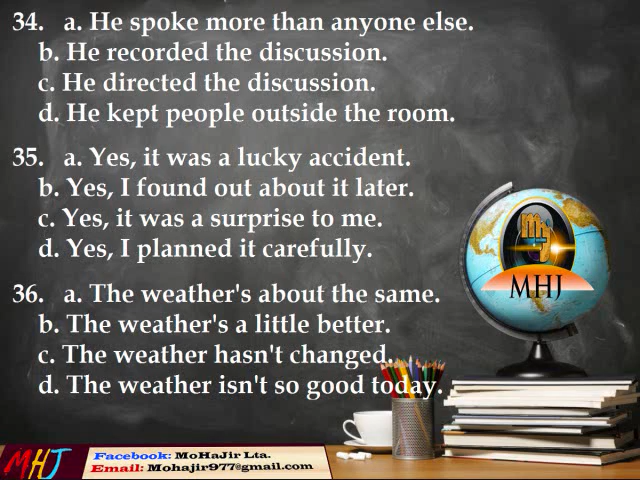 34. a. He spoke more than anyone else.
b. He recorded the discussion.
c. He directed the discussion.
d. He kept people outside the room.
35. a. Yes, it was a lucky accident.
b. Yes, I found out about it later.
c. Yes, it was a surprise to me.
d. Yes, I planned it carefully.
36. a. The weather's about the same.
b. The weather's a little better.
c. The weather hasn't changed.
d. The weather isn't so good today.
MHJ
MHJ
Facebook: MoHaJir Lta.
Email: Mohajir977@gmail.com